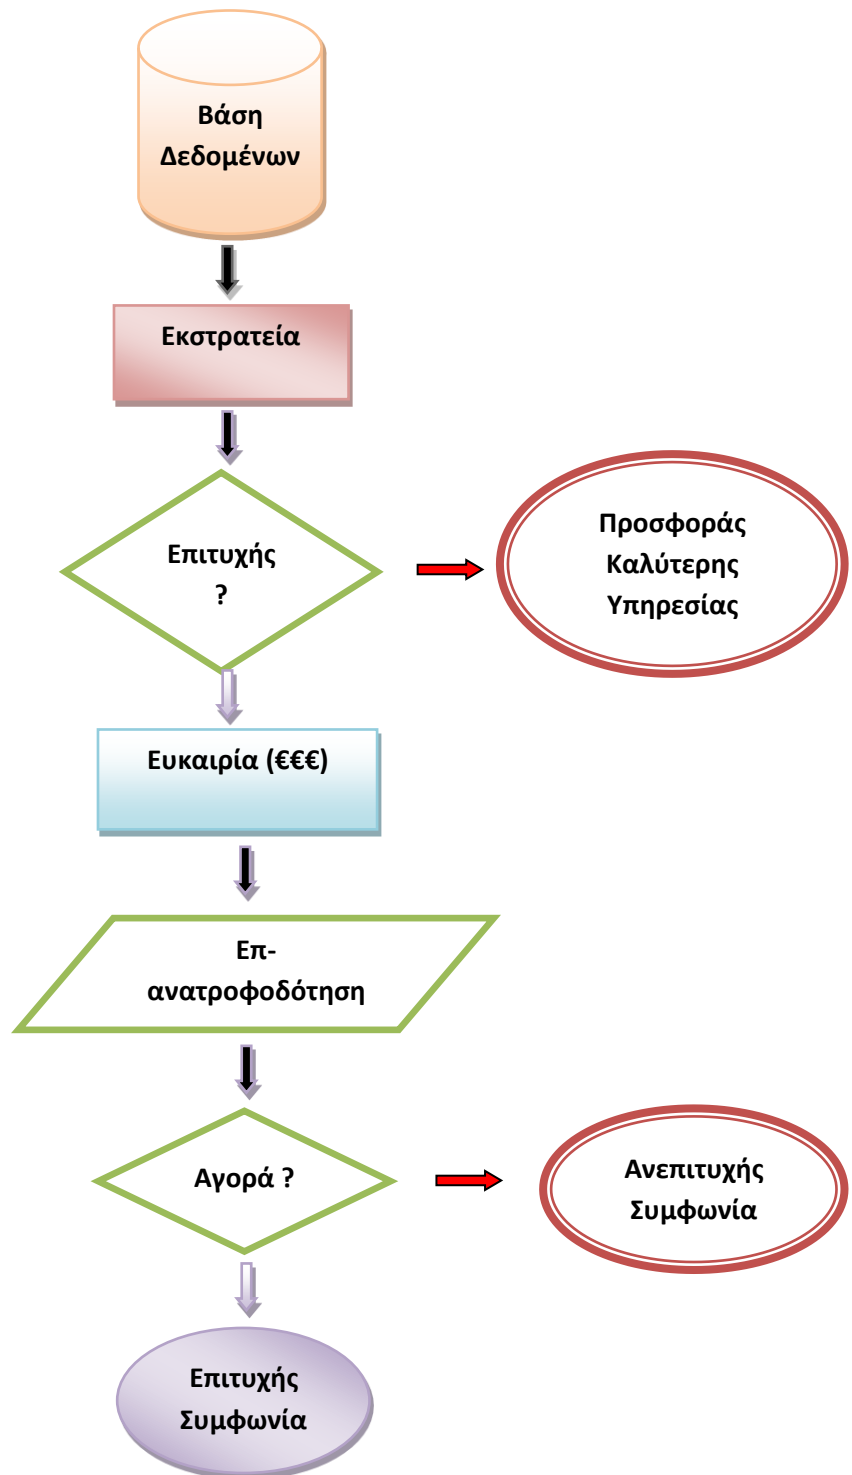 Βάση
Δεδομένων
Εκστρατεία
Επιτυχής
?
Προσφοράς
Καλύτερης
Υπηρεσίας
Ευκαιρία (€€€)
Επ-
ανατροφοδότηση
Αγορά ?
Ανεπιτυχής
Συμφωνία
Επιτυχής
Συμφωνία